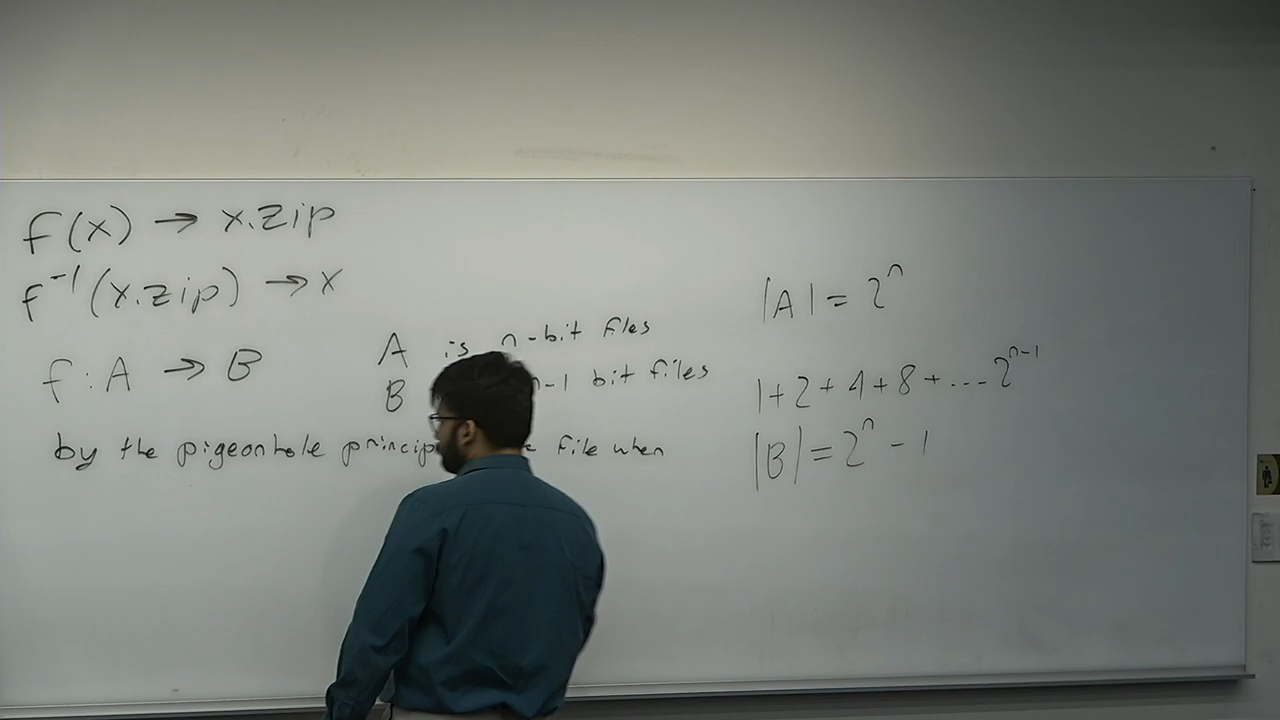 f(x) → x.zip
f⁻¹(x.zip) → x
f : A → B
A is n-bit files
B n-1 bit files
by the pigeonhole file when
|A| = 2ⁿ
1+2+4+8+....2ⁿ⁻¹
|B| = 2ⁿ - 1